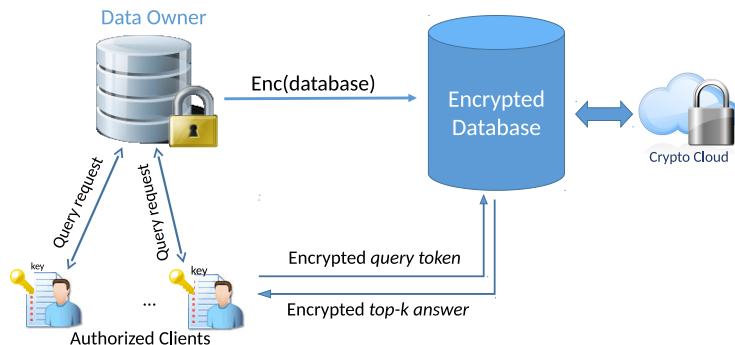 Data Owner
Enc(database)
Encrypted
Database
Crypto Cloud
Query request
Query request
key
key
...
Encrypted query token
Encrypted top-k answer
Authorized Clients